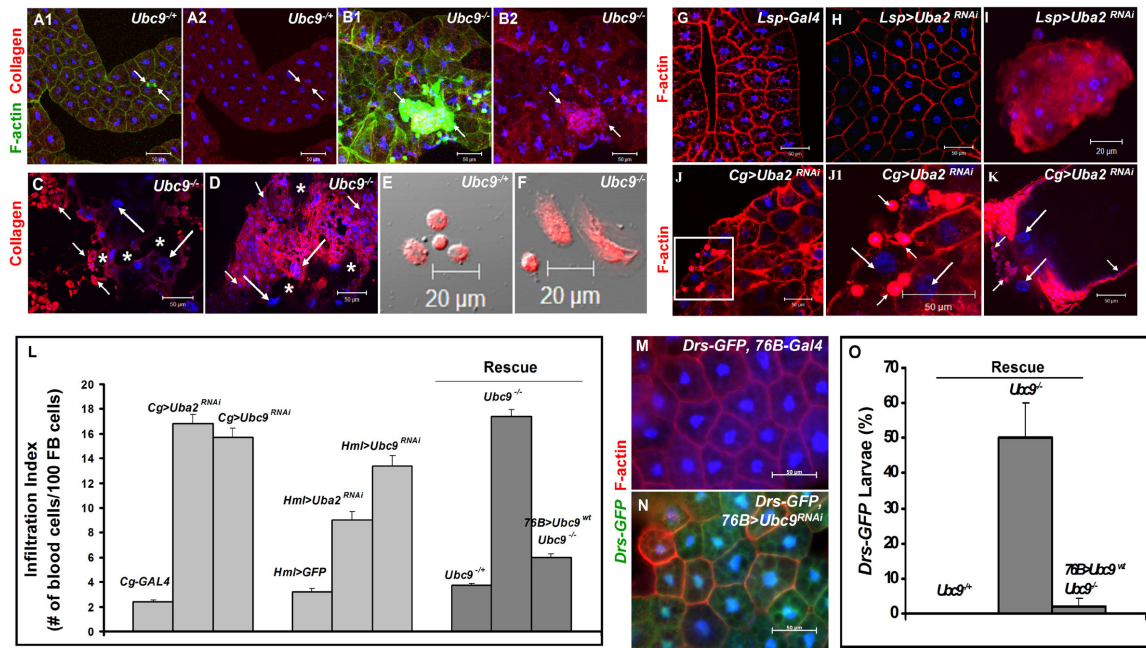 A1 Ubc9-/+
A2 Ubc9-/+
B1 Ubc9-/-
B2 Ubc9-/-
F-actin Collagen
50 µm
50 µm
50 µm
50 µm
C Ubc9-/-
D Ubc9-/-
E Ubc9-/+
F Ubc9-/-
Collagen
50 µm
50 µm
20 µm
20 µm
G Lsp-Gal4
H Lsp>Uba2 RNAi
I Lsp>Uba2 RNAi
F-actin
50 µm
50 µm
20 µm
J Cg>Uba2 RNAi
J1 Cg>Uba2 RNAi
K Cg>Uba2 RNAi
F-actin
50 µm
50 µm
50 µm
L
Rescue
Infiltration Index
(# of blood cells/100 FB cells)
20
18
16
14
12
10
8
6
4
2
0
Cg-GAL4
Cg>Uba2 RNAi
Cg>Ubc9 RNAi
Hml>GFP
Hml>Uba2 RNAi
Hml>Ubc9 RNAi
Ubc9-/+
Ubc9-/-
76B>Ubc9 wt
Ubc9-/-
M Drs-GFP, 76B-Gal4
50 µm
N Drs-GFP,
76B>Ubc9RNAi
50 µm
Drs-GFP F-actin
O
Rescue
Drs-GFP Larvae (%)
70
60
50
40
30
20
10
0
Ubc9-/+
Ubc9-/-
76B>Ubc9 wt
Ubc9-/-